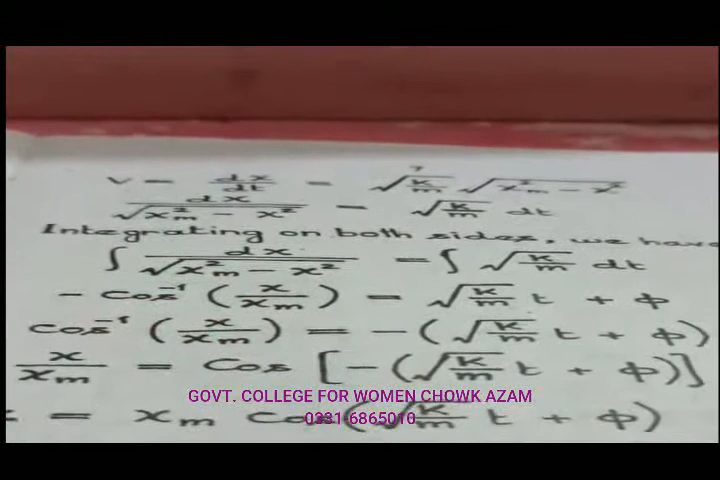 v = dx/dt = √(k/m) √(x²m − x²)
dx/√(x²m − x²) = √(k/m) dt
Integrating on both sides, we have
∫ dx/√(x²m − x²) = ∫ √(k/m) dt
− cos⁻¹ (x/xm) = √(k/m) t + φ
cos⁻¹ (x/xm) = −(√(k/m) t + φ)
x/xm = Cos [−(√(k/m) t + φ)]
= xm cos(√(k/m) t + φ)
GOVT. COLLEGE FOR WOMEN CHOWK AZAM
0331-6865010